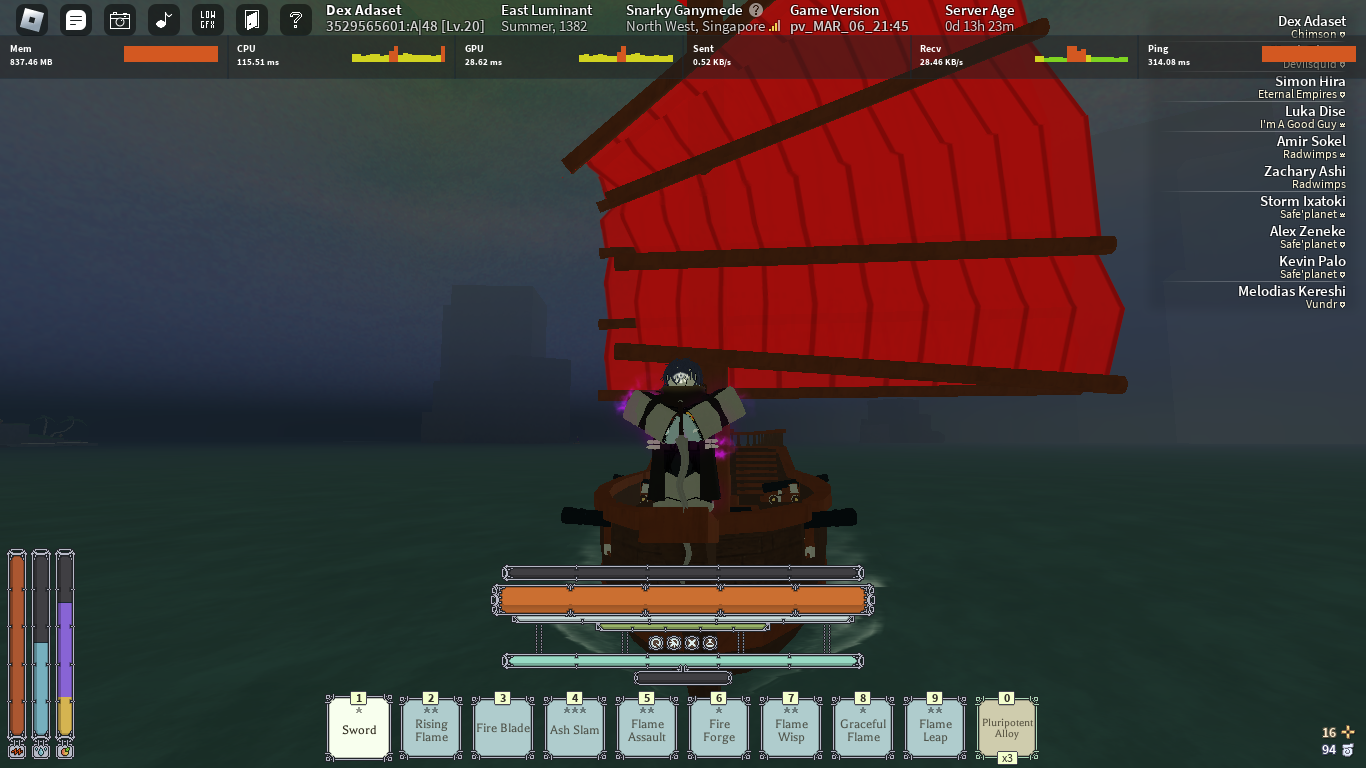 LOW
GFX
?
Dex Adaset
3529565601:A|48 [Lv.20]
East Luminant
Summer, 1382
Snarky Ganymede ?
North West, Singapore
Game Version
pv_MAR_06_21:45
Server Age
0d 13h 23m
Mem
837.46 MB
CPU
115.51 ms
GPU
28.62 ms
Sent
0.52 KB/s
Recv
28.46 KB/s
Ping
314.08 ms
Dex Adaset
Chimson
Devilsquid
Simon Hira
Eternal Empires
Luka Dise
I'm A Good Guy
Amir Sokel
Radwimps
Zachary Ashi
Radwimps
Storm Ixatoki
Safe'planet
Alex Zeneke
Safe'planet
Kevin Palo
Safe'planet
Melodias Kereshi
Vundr
1
Sword
2
Rising
Flame
3
Fire Blade
4
Ash Slam
5
Flame
Assault
6
Fire
Forge
7
Flame
Wisp
8
Graceful
Flame
9
Flame
Leap
0
Pluripotent
Alloy
x3
16
94